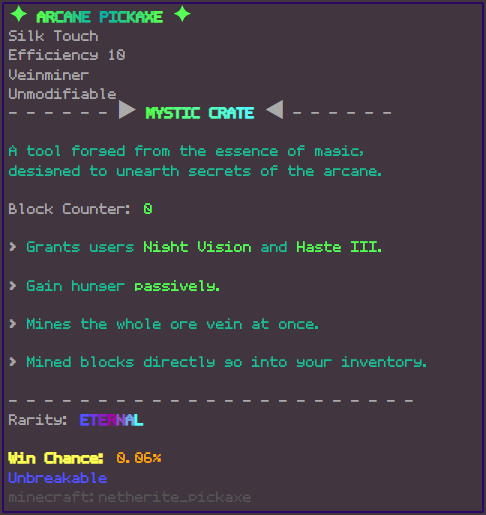 ✦ ARCANE PICKAXE ✦
Silk Touch
Efficiency 10
Veinminer
Unmodifiable
- - - - - - ▶ MYSTIC CRATE ◀ - - - - - -
A tool forged from the essence of magic,
designed to unearth secrets of the arcane.
Block Counter: 0
> Grants users Night Vision and Haste III.
> Gain hunger passively.
> Mines the whole ore vein at once.
> Mined blocks directly go into your inventory.
- - - - - - - - - - - - - - - - - - - - - - - - -
Rarity: ETERNAL
Win Chance: 0.06%
Unbreakable
minecraft:netherite_pickaxe